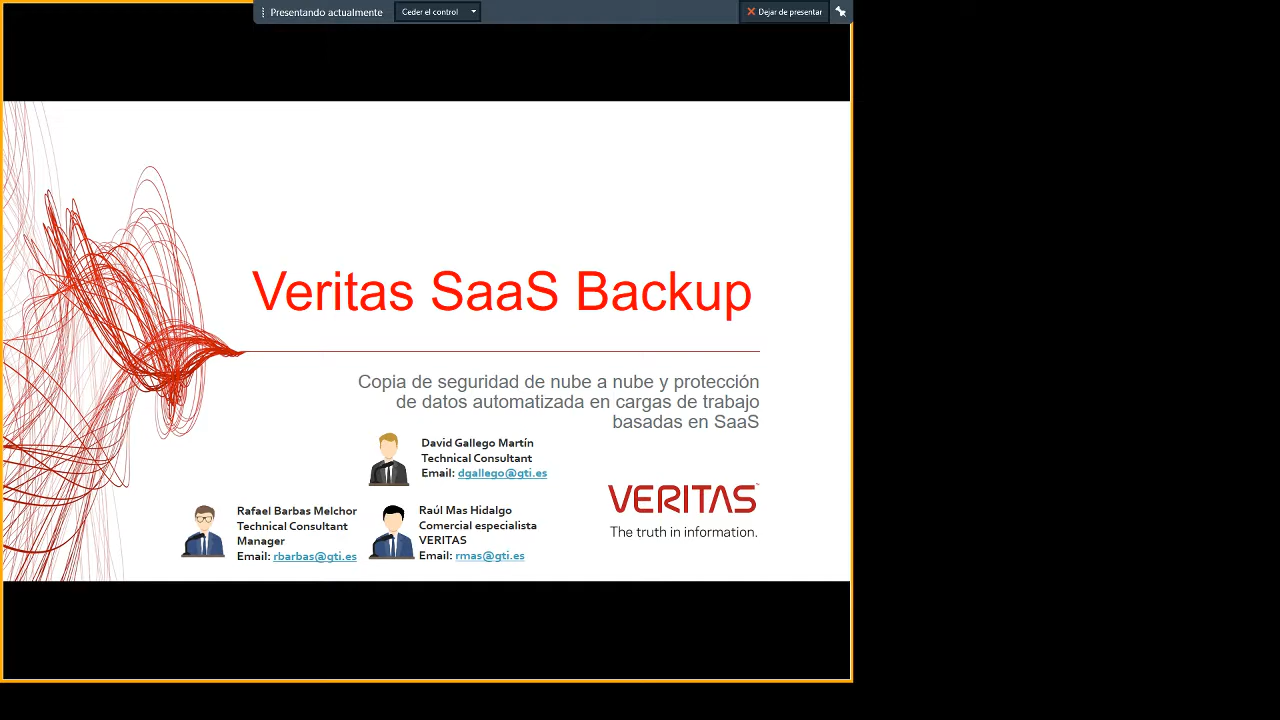 Presentando actualmente
Ceder el control
Dejar de presentar
Veritas SaaS Backup
Copia de seguridad de nube a nube y protección
de datos automatizada en cargas de trabajo
basadas en SaaS
David Gallego Martín
Technical Consultant
Email: dgallego@gti.es
Rafael Barbas Melchor
Technical Consultant
Manager
Email: rbarbas@gti.es
Raúl Mas Hidalgo
Comercial especialista
VERITAS
Email: rmas@gti.es
VERITAS™
The truth in information.